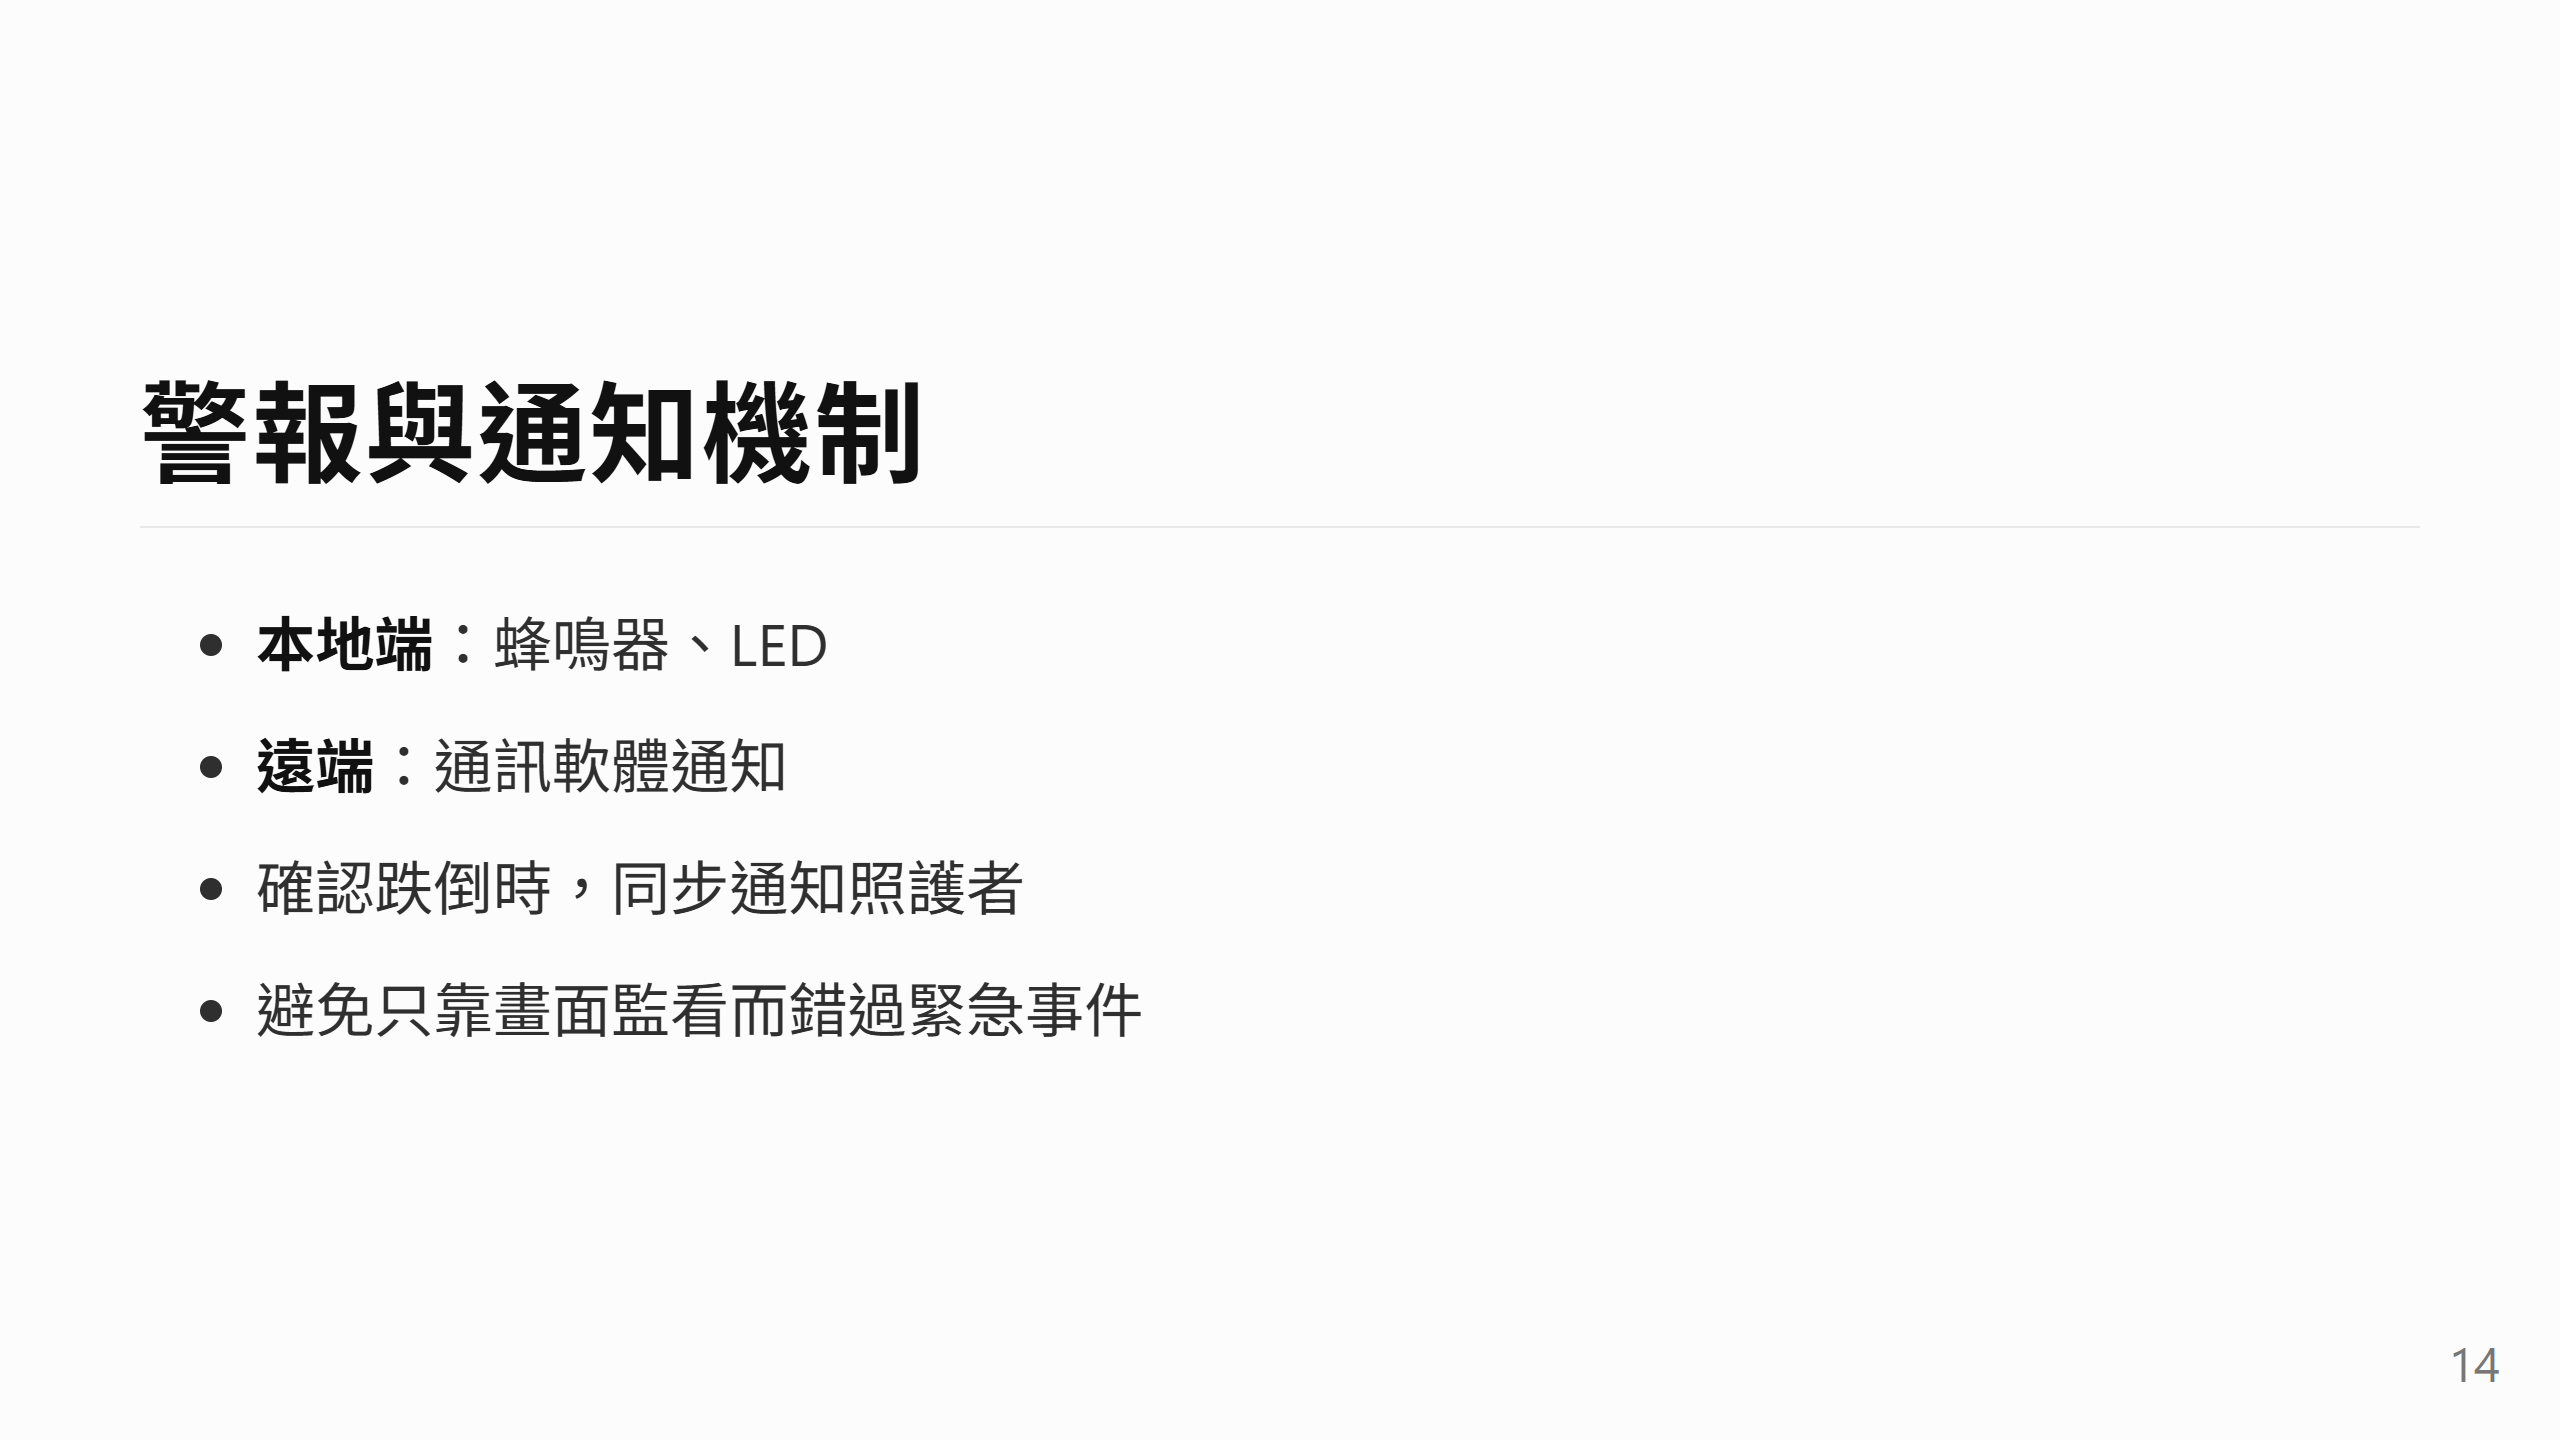 警報與通知機制
• 本地端：蜂鳴器、LED
• 遠端：通訊軟體通知
• 確認跌倒時，同步通知照護者
• 避免只靠畫面監看而錯過緊急事件
14